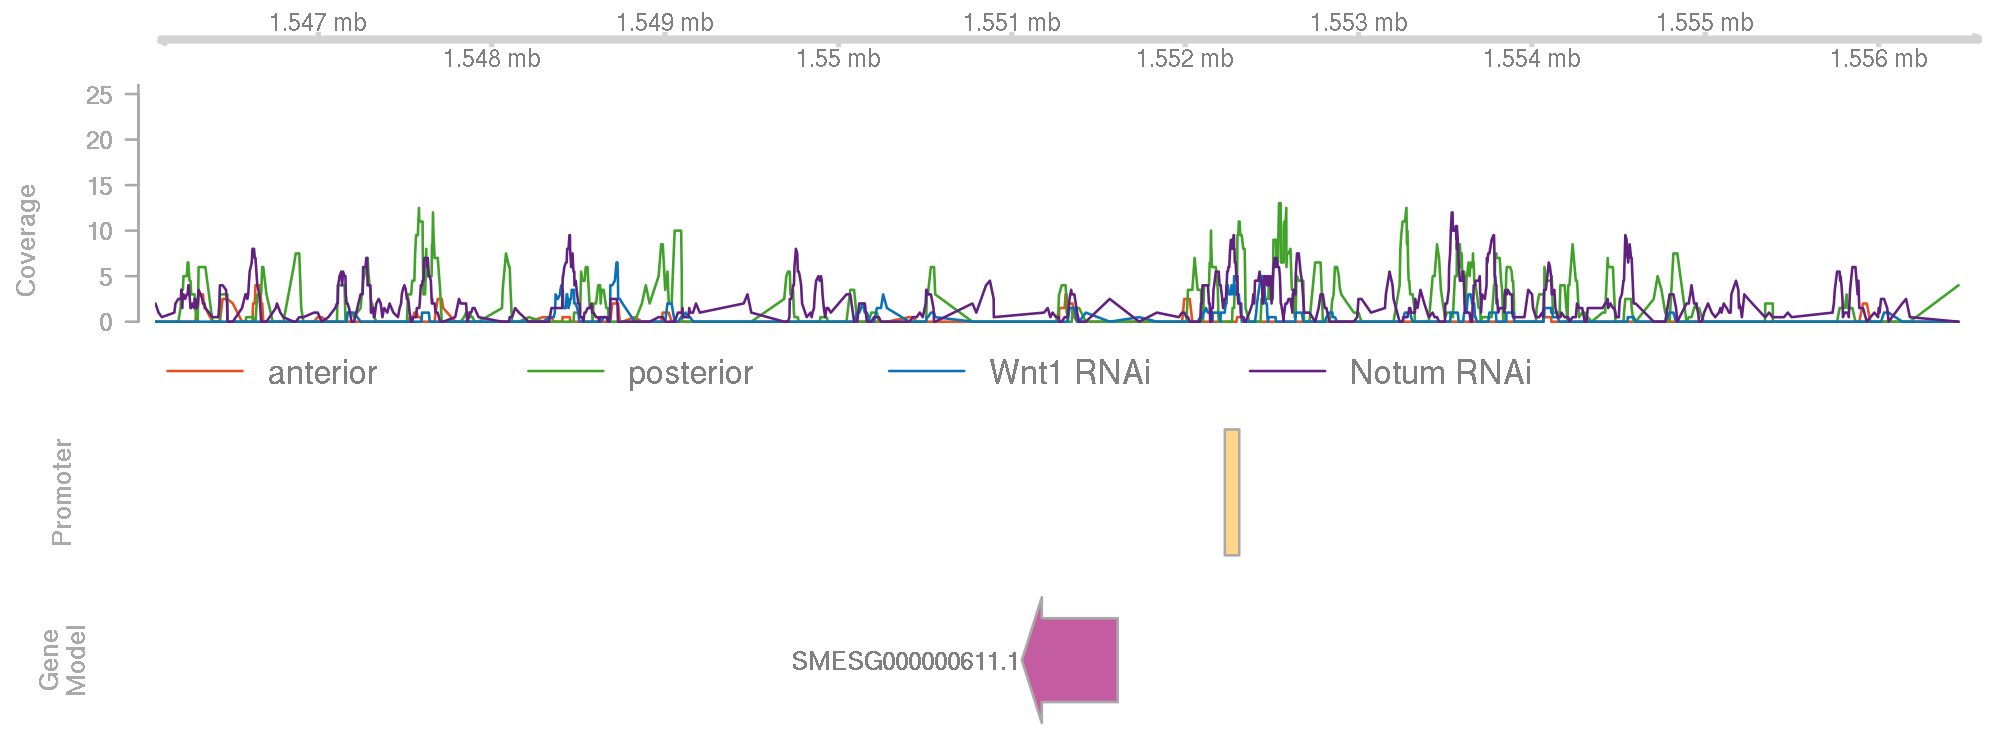 1.547 mb 1.549 mb 1.551 mb 1.553 mb 1.555 mb
1.548 mb 1.55 mb 1.552 mb 1.554 mb 1.556 mb
Coverage
25
20
15
10
5
0
anterior posterior Wnt1 RNAi Notum RNAi
Promoter
Gene
Model
SMESG000000611.1